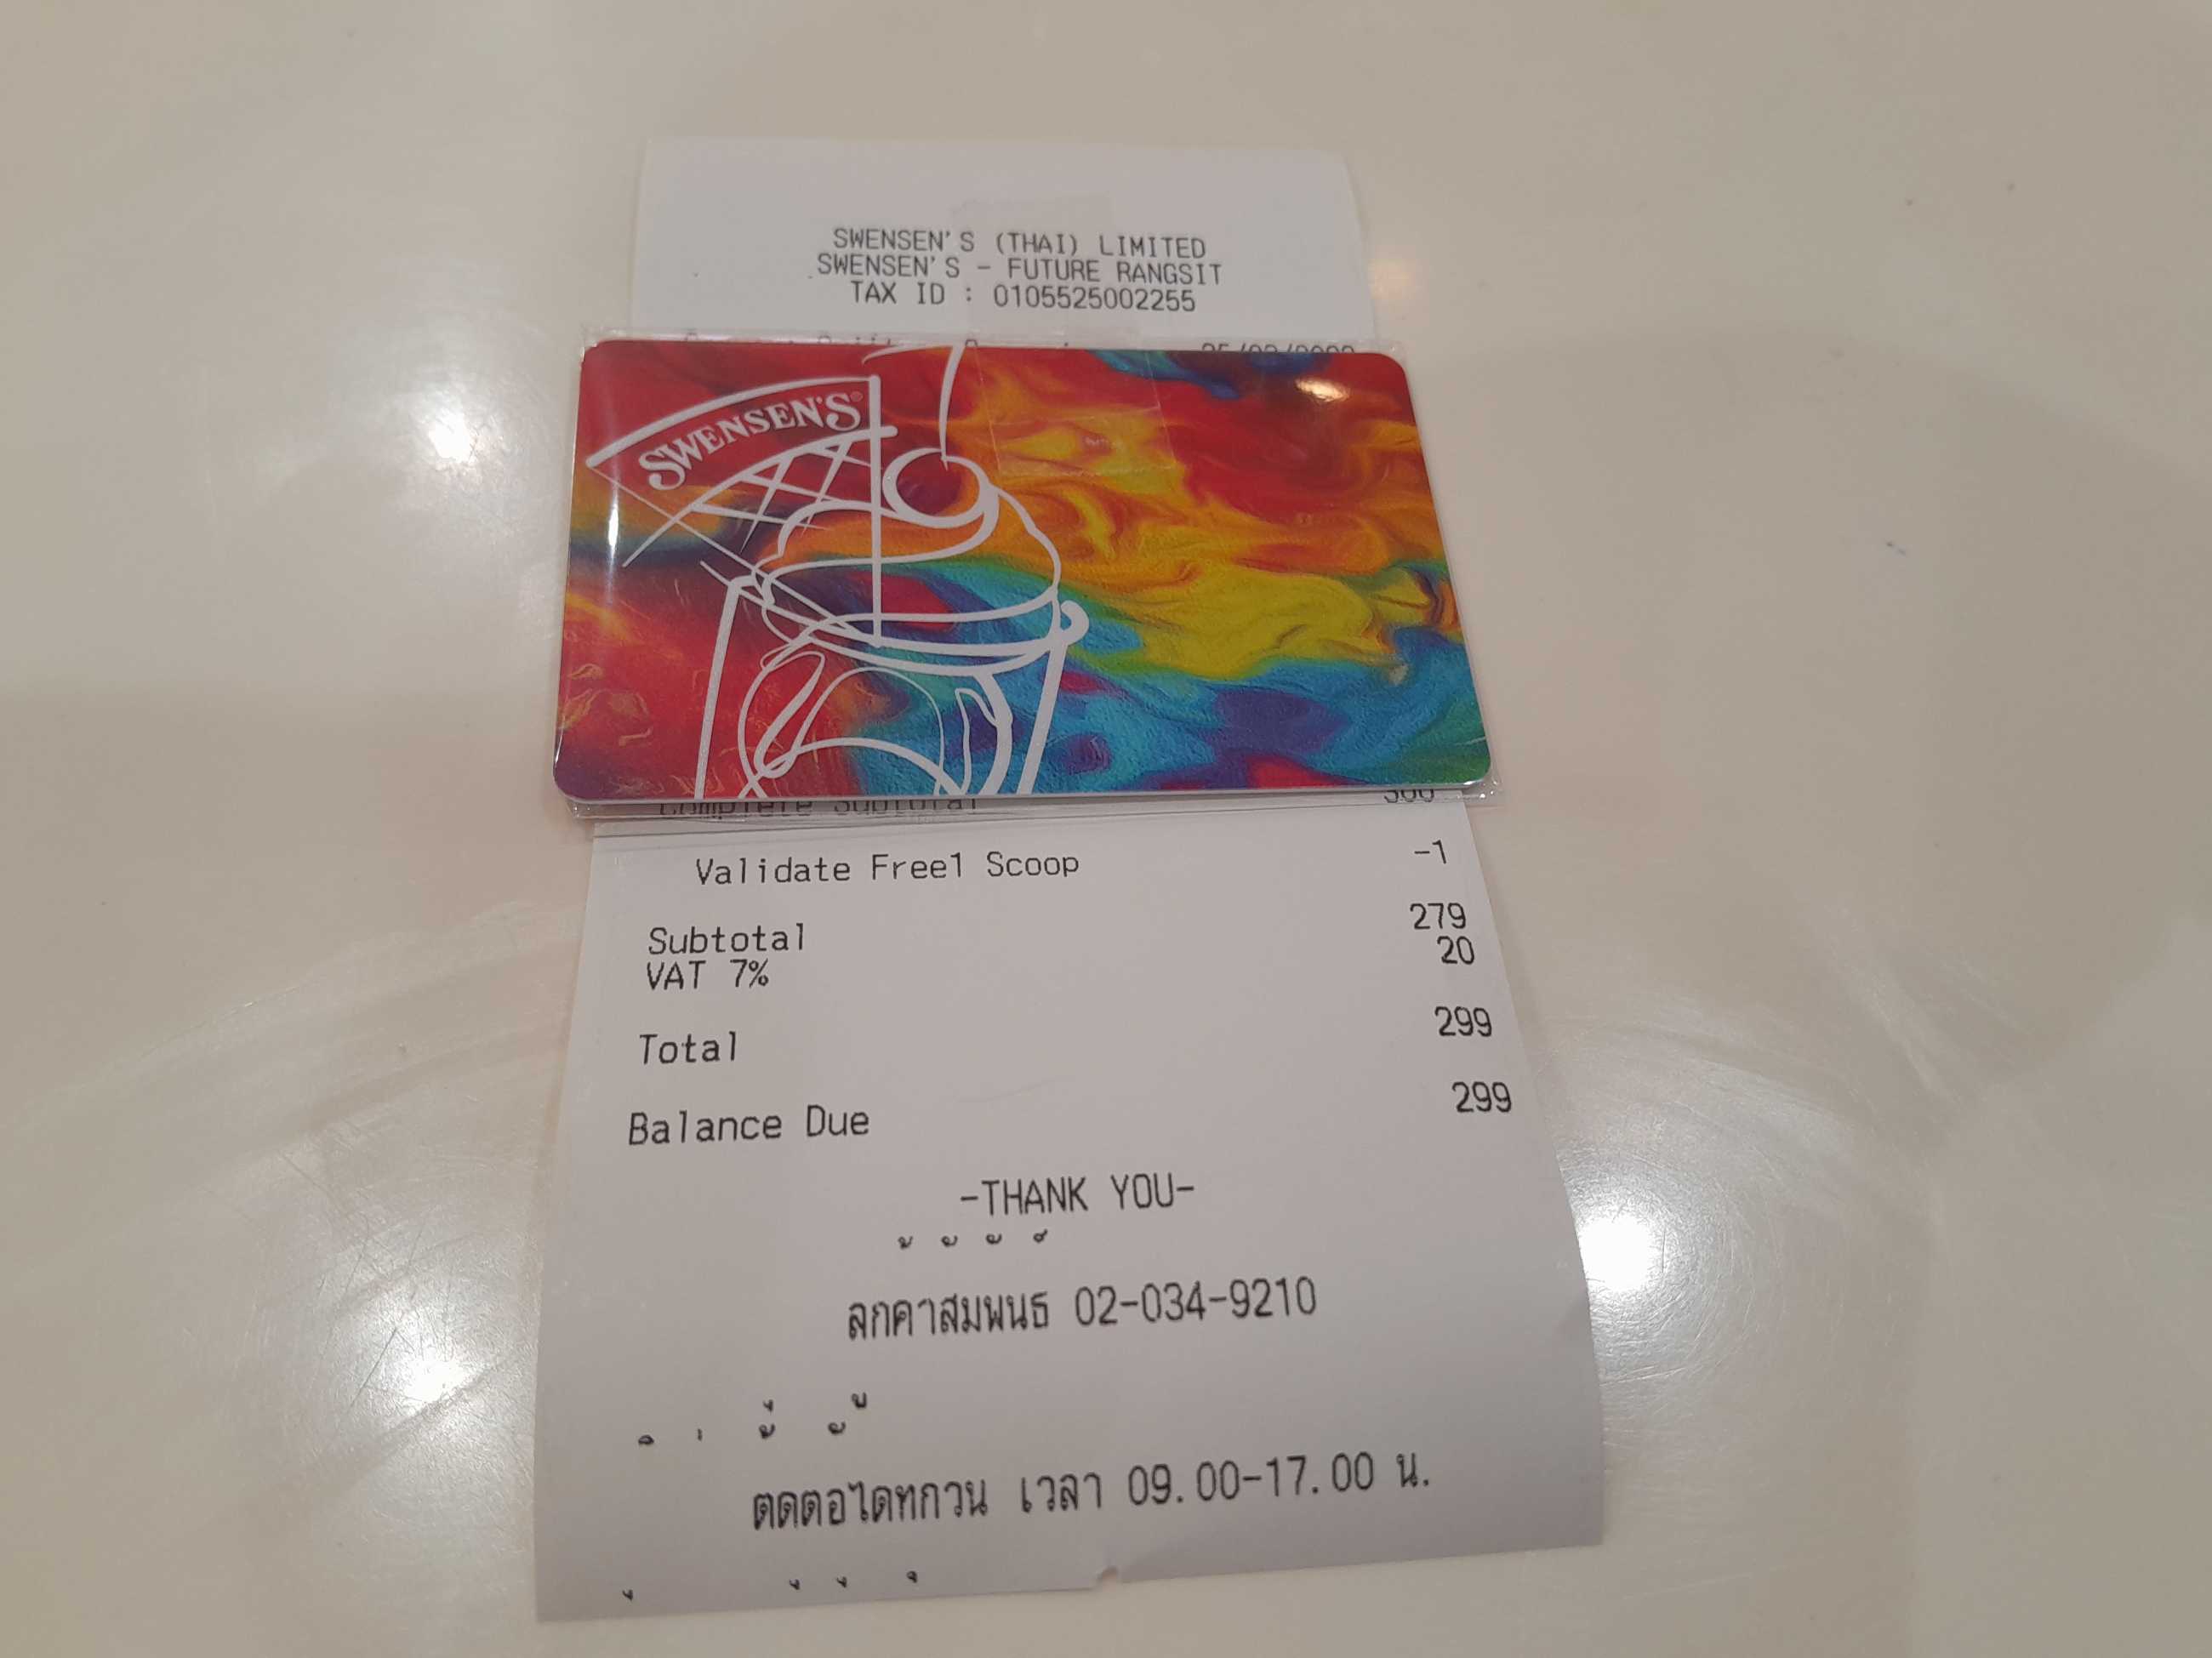 SWENSEN'S (THAI) LIMITED
SWENSEN'S - FUTURE RANGSIT
TAX ID : 0105525002255
SWENSEN'S®
Complete Subtotal 300
Validate Free1 Scoop -1
Subtotal 279
VAT 7% 20
Total 299
Balance Due 299
-THANK YOU-
ลูกค้าสัมพันธ์ 02-034-9210
ติดต่อได้ทุกวัน เวลา 09.00-17.00 น.